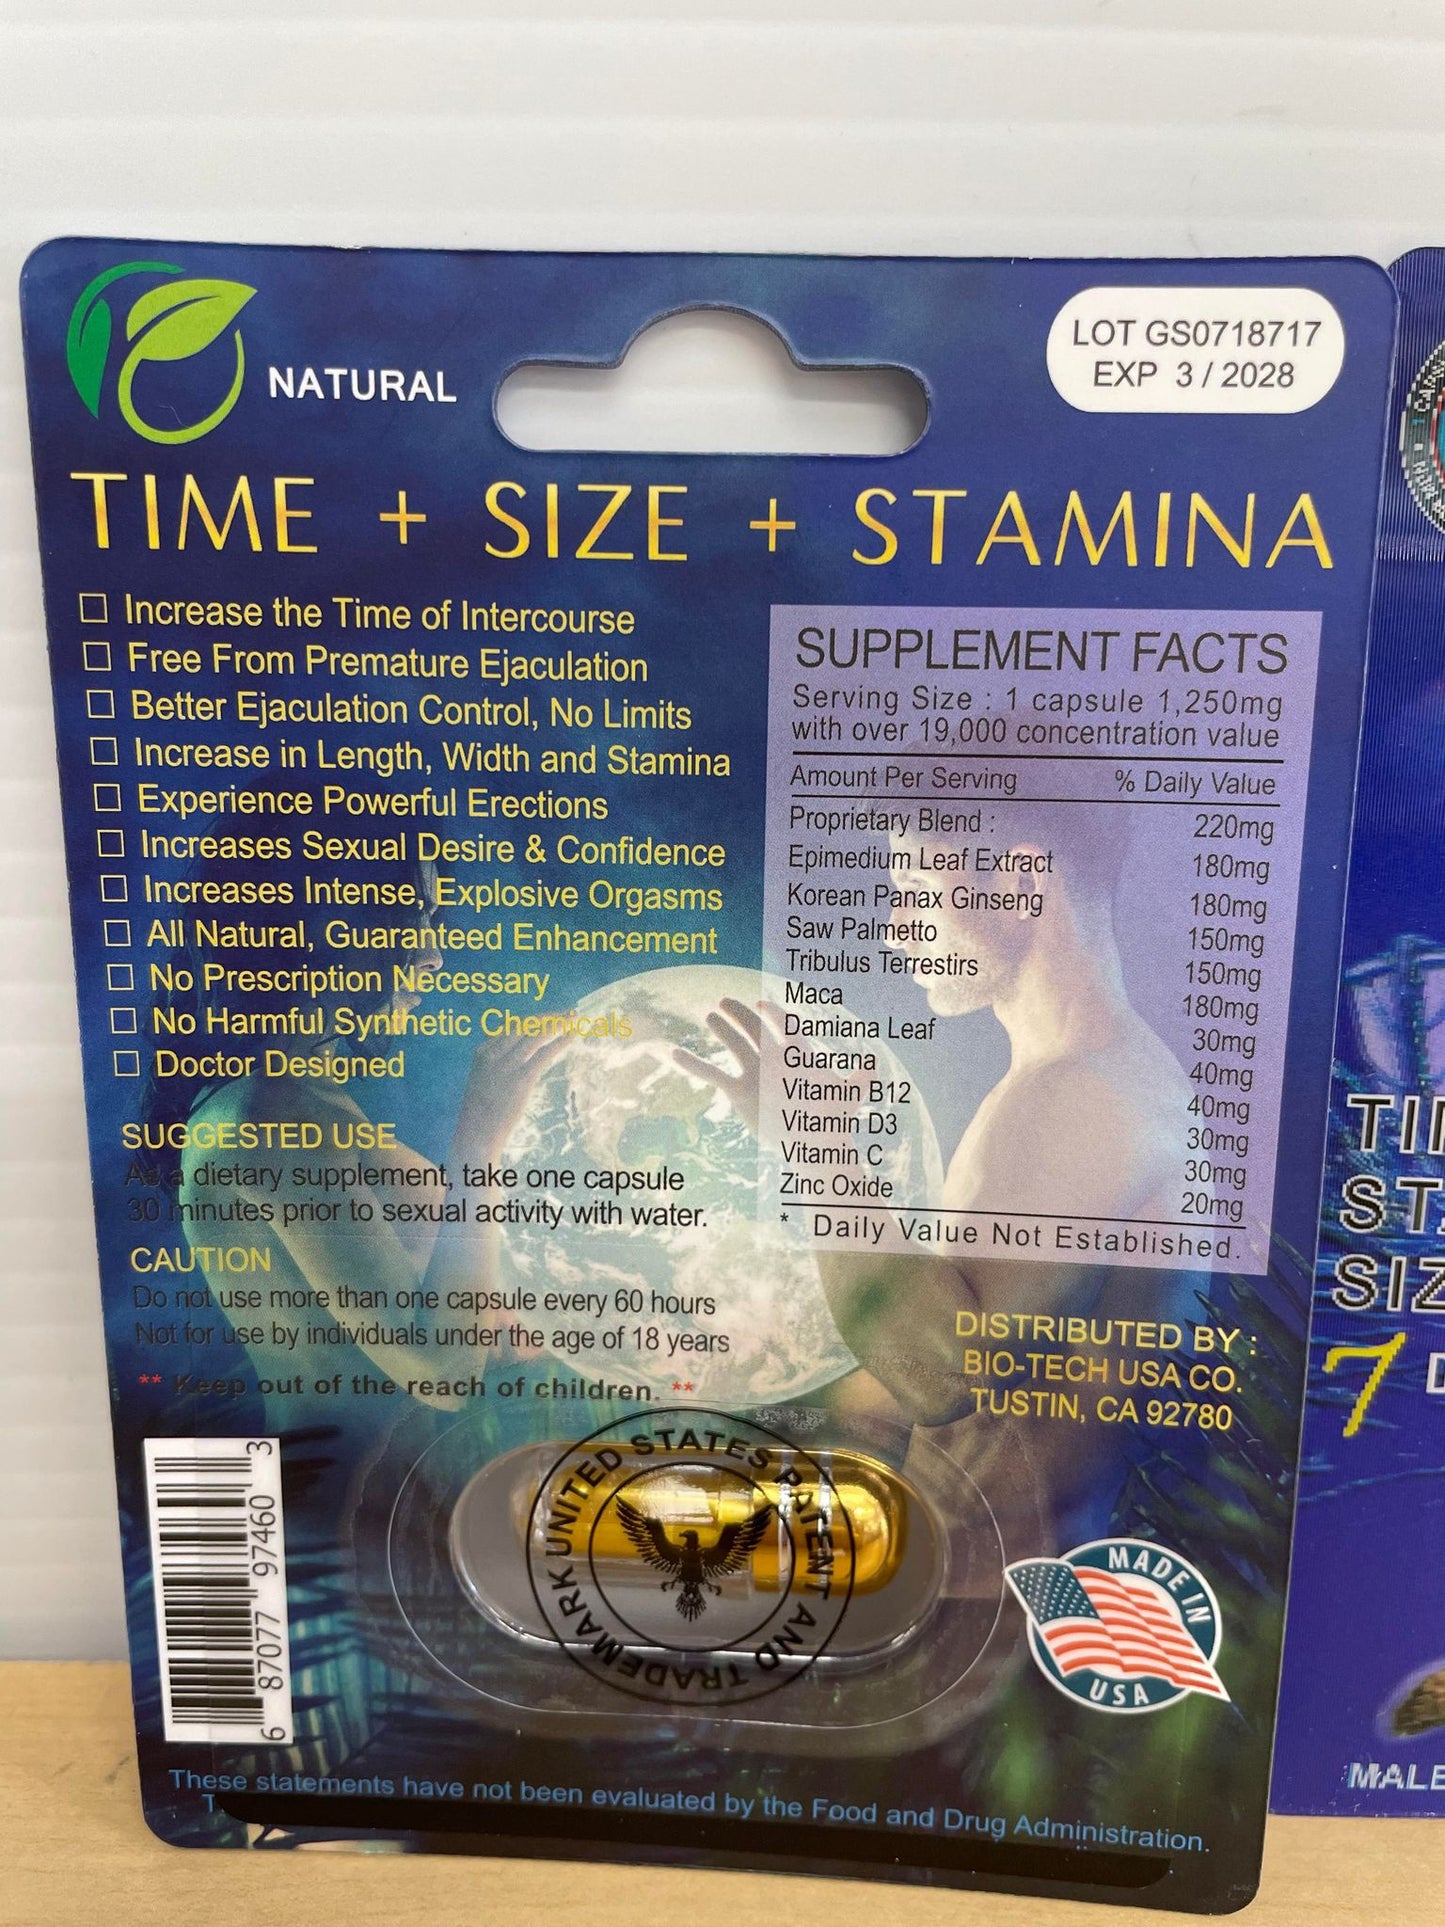 NATURAL
LOT GS0718717
EXP 3 / 2028
TIME + SIZE + STAMINA
Increase the Time of Intercourse
Free From Premature Ejaculation
Better Ejaculation Control, No Limits
Increase in Length, Width and Stamina
Experience Powerful Erections
Increases Sexual Desire & Confidence
Increases Intense, Explosive Orgasms
All Natural, Guaranteed Enhancement
No Prescription Necessary
No Harmful Synthetic Chemicals
Doctor Designed
SUGGESTED USE
As a dietary supplement, take one capsule
30 minutes prior to sexual activity with water.
CAUTION
Do not use more than one capsule every 60 hours
Not for use by individuals under the age of 18 years
** Keep out of the reach of children. **
SUPPLEMENT FACTS
Serving Size : 1 capsule 1,250mg
with over 19,000 concentration value
Amount Per Serving % Daily Value
Proprietary Blend : 220mg
Epimedium Leaf Extract 180mg
Korean Panax Ginseng 180mg
Saw Palmetto 150mg
Tribulus Terrestirs 150mg
Maca 180mg
Damiana Leaf 30mg
Guarana 40mg
Vitamin B12 40mg
Vitamin D3 30mg
Vitamin C 30mg
Zinc Oxide 20mg
* Daily Value Not Established.
DISTRIBUTED BY :
BIO-TECH USA CO.
TUSTIN, CA 92780
6 87077 97460 3
UNITED STATES PATENT AND TRADEMARK
MADE IN
USA
These statements have not been evaluated by the Food and Drug Administration.
7
MALE